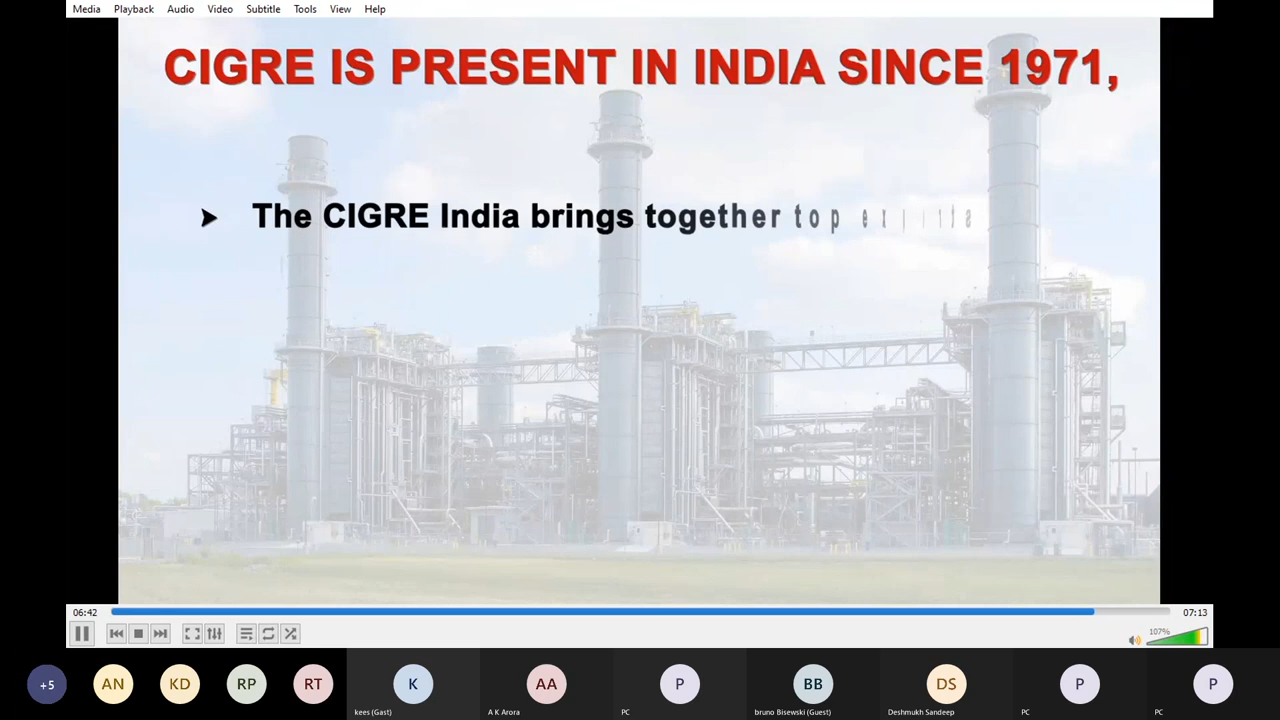 Media Playback Audio Video Subtitle Tools View Help
CIGRE IS PRESENT IN INDIA SINCE 1971,
➤ The CIGRE India brings together top experts
06:42 07:13
107%
+5 AN KD RP RT K AA P BB DS P P
kees (Gast) A K Arora PC bruno Bisewski (Guest) Deshmukh Sandeep PC PC